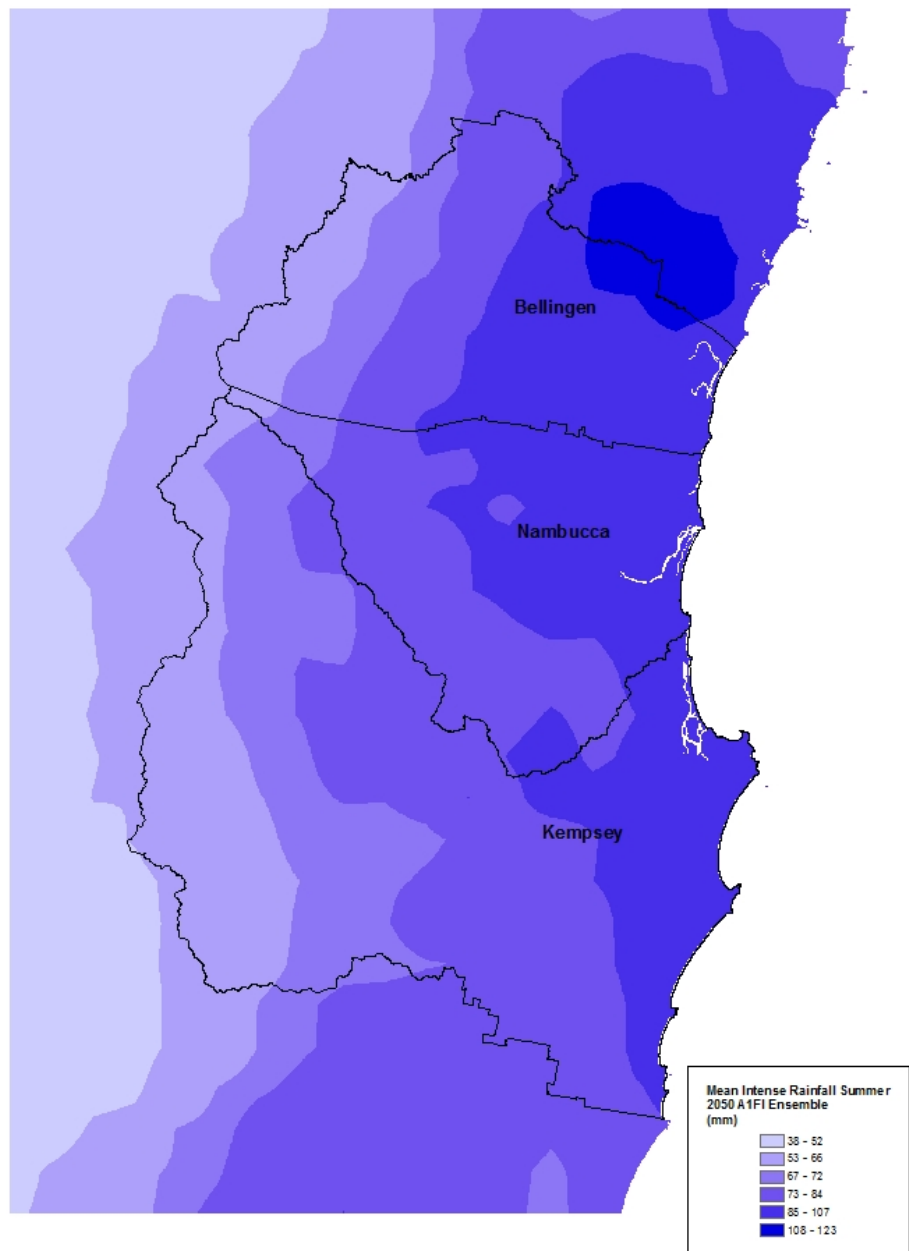 Bellingen
Nambucca
Kempsey
Mean Intense Rainfall Summer
2050 A1FI Ensemble
(mm)
38 - 52
53 - 66
67 - 72
73 - 84
85 - 107
108 - 123